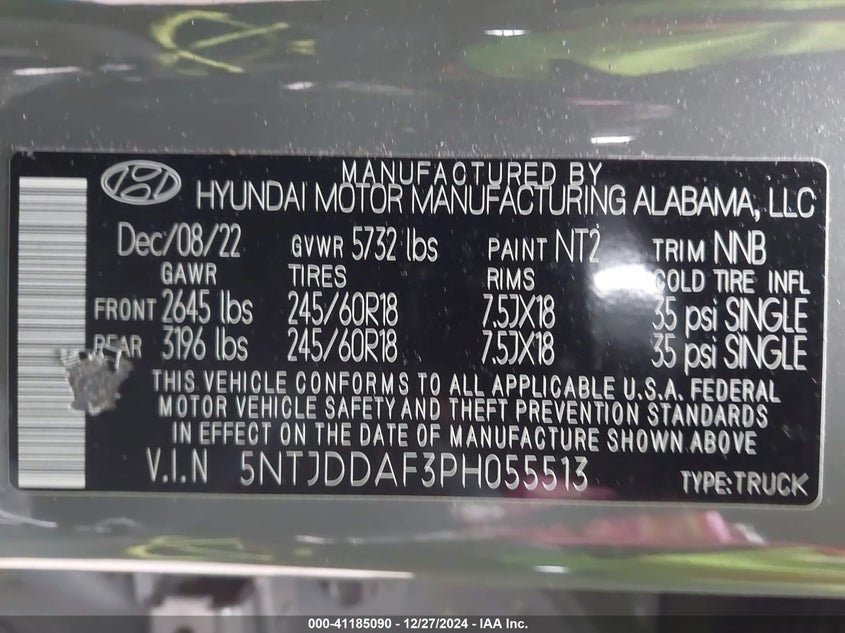 MANUFACTURED BY
HYUNDAI MOTOR MANUFACTURING ALABAMA, LLC
Dec/08/22 GVWR 5732 lbs PAINT NT2 TRIM NNB
GAWR TIRES RIMS COLD TIRE INFL
FRONT 2645 lbs 245/60R18 7.5JX18 35 psi SINGLE
REAR 3196 lbs 245/60R18 7.5JX18 35 psi SINGLE
THIS VEHICLE CONFORMS TO ALL APPLICABLE U.S.A. FEDERAL
MOTOR VEHICLE SAFETY AND THEFT PREVENTION STANDARDS
IN EFFECT ON THE DATE OF MANUFACTURE SHOWN ABOVE.
V.I.N 5NTJDDAF3PH055513 TYPE:TRUCK
000-41185090 - 12/27/2024 - IAA Inc.